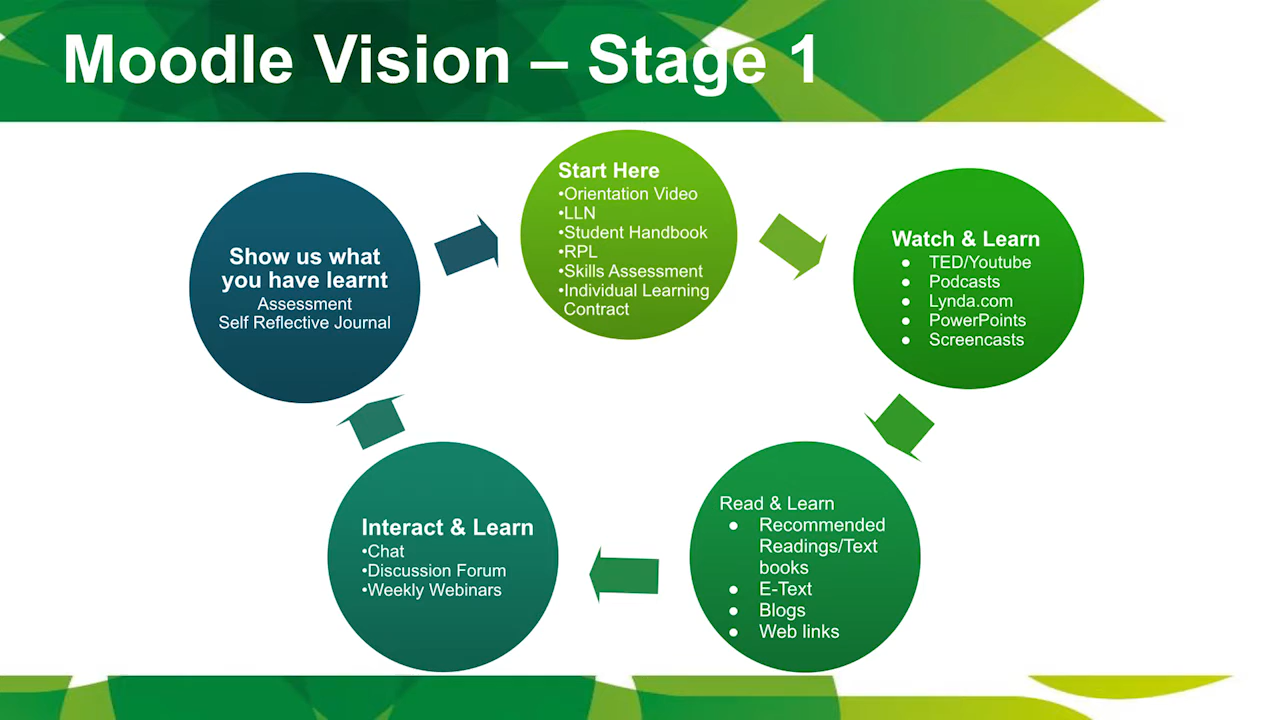 Moodle Vision – Stage 1
Start Here
•Orientation Video
•LLN
•Student Handbook
•RPL
•Skills Assessment
•Individual Learning
Contract
Watch & Learn
● TED/Youtube
● Podcasts
● Lynda.com
● PowerPoints
● Screencasts
Read & Learn
● Recommended
Readings/Text
books
● E-Text
● Blogs
● Web links
Interact & Learn
•Chat
•Discussion Forum
•Weekly Webinars
Show us what
you have learnt
Assessment
Self Reflective Journal